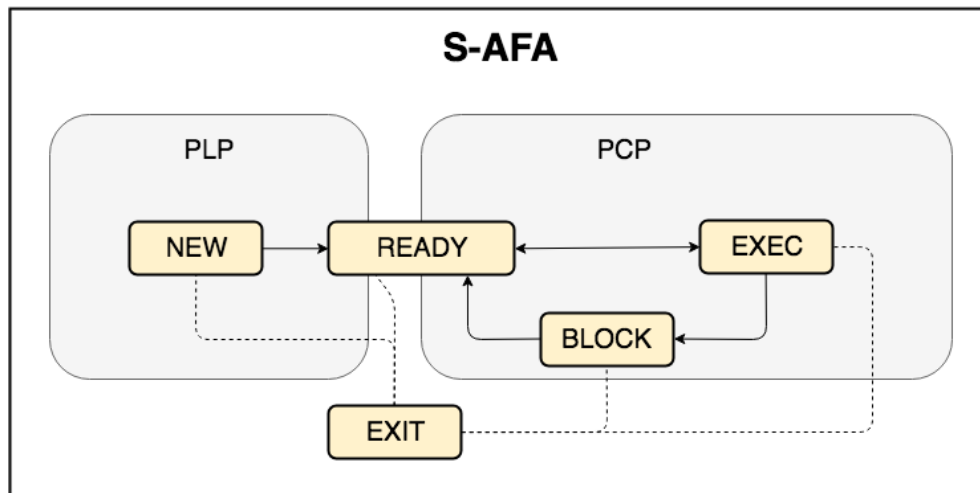 S-AFA
PLP
PCP
NEW
READY
EXEC
BLOCK
EXIT